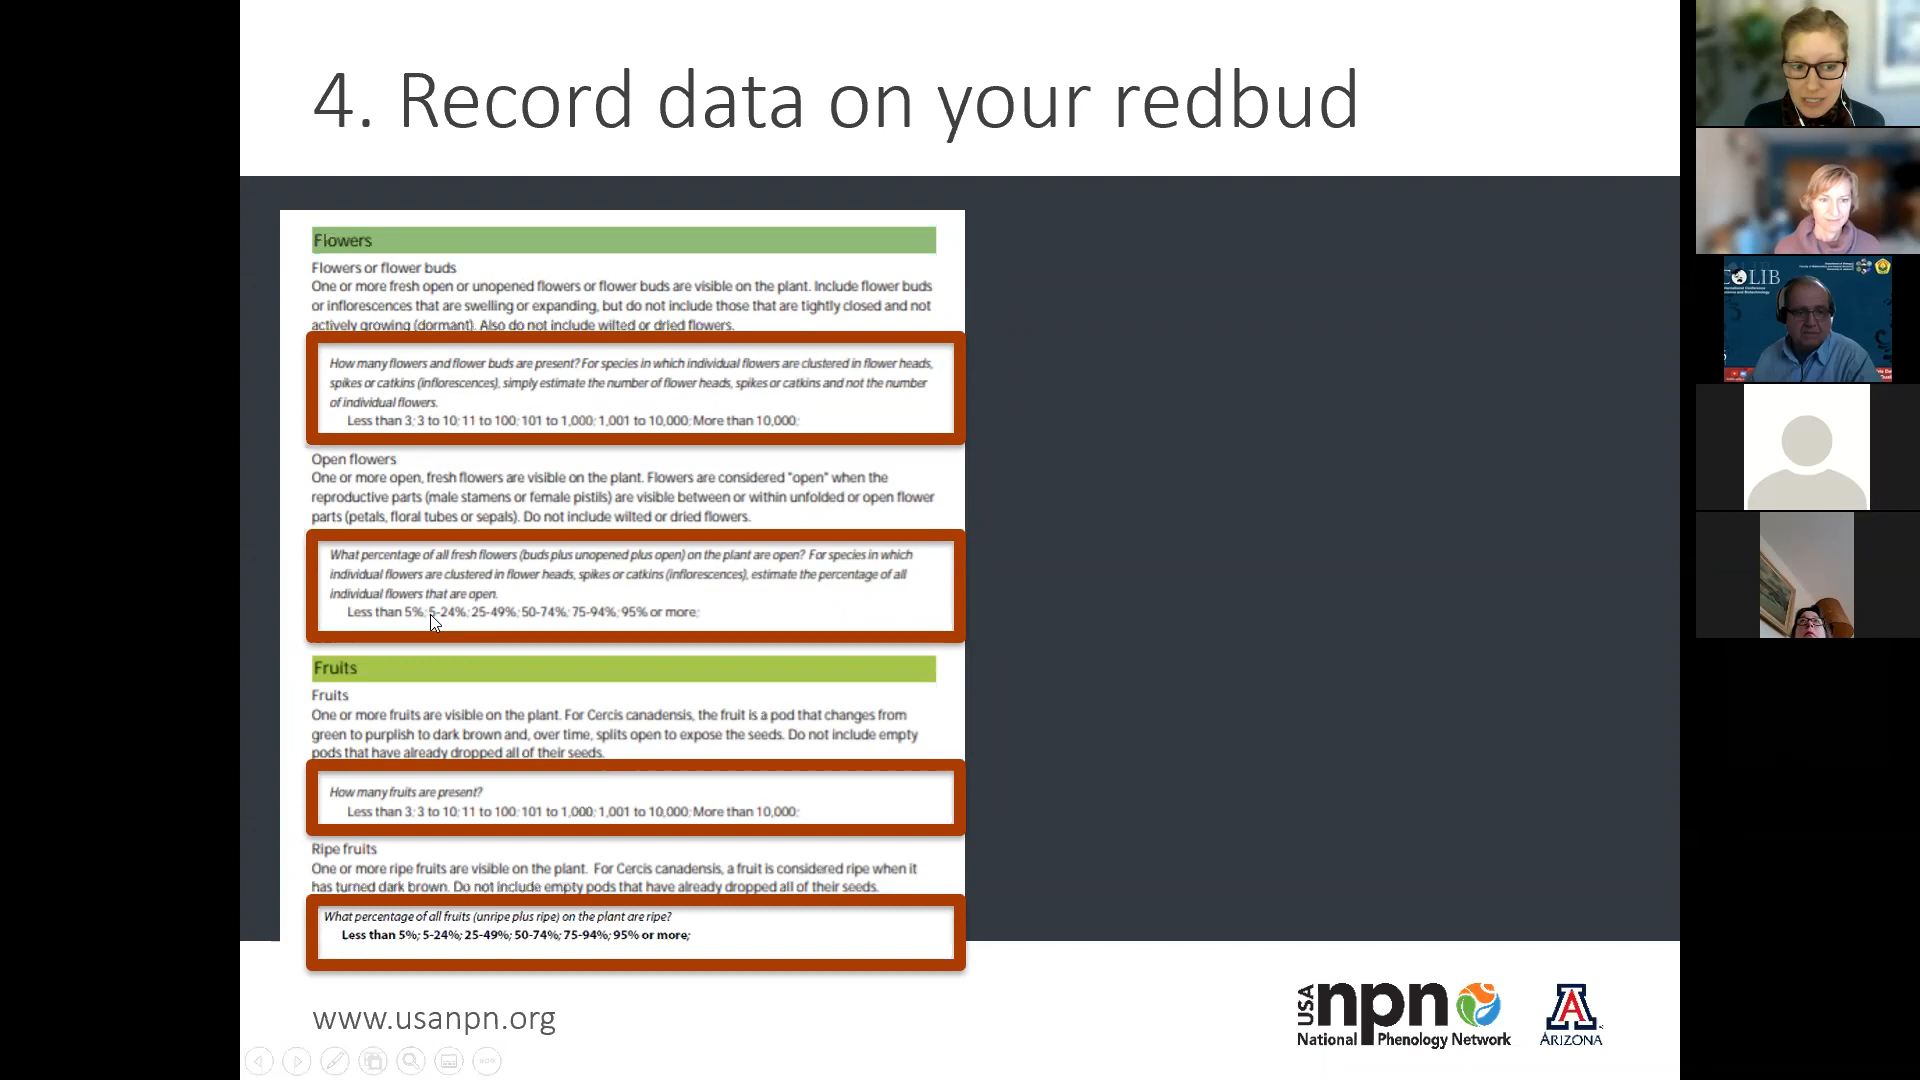 4. Record data on your redbud
Flowers
Flowers or flower buds
One or more fresh open or unopened flowers or flower buds are visible on the plant. Include flower buds
or inflorescences that are swelling or expanding, but do not include those that are tightly closed and not
actively growing (dormant). Also do not include wilted or dried flowers.
How many flowers and flower buds are present? For species in which individual flowers are clustered in flower heads,
spikes or catkins (inflorescences), simply estimate the number of flower heads, spikes or catkins and not the number
of individual flowers.
Less than 3; 3 to 10; 11 to 100; 101 to 1,000; 1,001 to 10,000; More than 10,000;
Open flowers
One or more open, fresh flowers are visible on the plant. Flowers are considered "open" when the
reproductive parts (male stamens or female pistils) are visible between or within unfolded or open flower
parts (petals, floral tubes or sepals). Do not include wilted or dried flowers.
What percentage of all fresh flowers (buds plus unopened plus open) on the plant are open? For species in which
individual flowers are clustered in flower heads, spikes or catkins (inflorescences), estimate the percentage of all
individual flowers that are open.
Less than 5%; 5-24%; 25-49%; 50-74%; 75-94%; 95% or more;
Fruits
Fruits
One or more fruits are visible on the plant. For Cercis canadensis, the fruit is a pod that changes from
green to purplish to dark brown and, over time, splits open to expose the seeds. Do not include empty
pods that have already dropped all of their seeds.
How many fruits are present?
Less than 3; 3 to 10; 11 to 100; 101 to 1,000; 1,001 to 10,000; More than 10,000;
Ripe fruits
One or more ripe fruits are visible on the plant. For Cercis canadensis, a fruit is considered ripe when it
has turned dark brown. Do not include empty pods that have already dropped all of their seeds.
What percentage of all fruits (unripe plus ripe) on the plant are ripe?
Less than 5%; 5-24%; 25-49%; 50-74%; 75-94%; 95% or more;
www.usanpn.org
USA npn
National Phenology Network
A
ARIZONA
COLIB